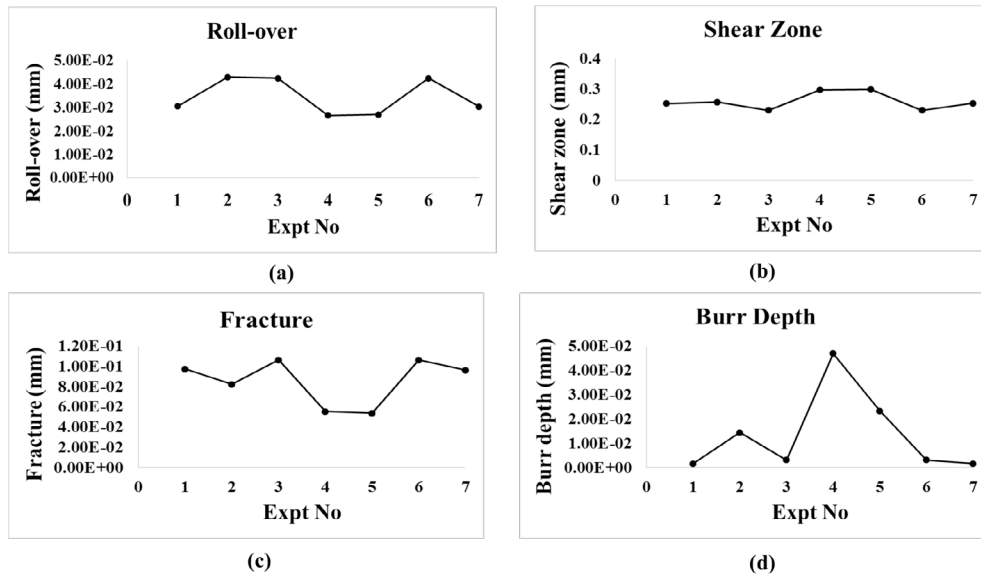 Roll-over
Roll-over (mm)
5.00E-02
4.00E-02
3.00E-02
2.00E-02
1.00E-02
0.00E+00
0 1 2 3 4 5 6 7
Expt No
(a)
Shear Zone
Shear zone (mm)
0.4
0.3
0.2
0.1
0
0 1 2 3 4 5 6 7
Expt No
(b)
Fracture
Fracture (mm)
1.20E-01
1.00E-01
8.00E-02
6.00E-02
4.00E-02
2.00E-02
0.00E+00
0 1 2 3 4 5 6 7
Expt No
(c)
Burr Depth
Burr depth (mm)
5.00E-02
4.00E-02
3.00E-02
2.00E-02
1.00E-02
0.00E+00
0 1 2 3 4 5 6 7
Expt No
(d)